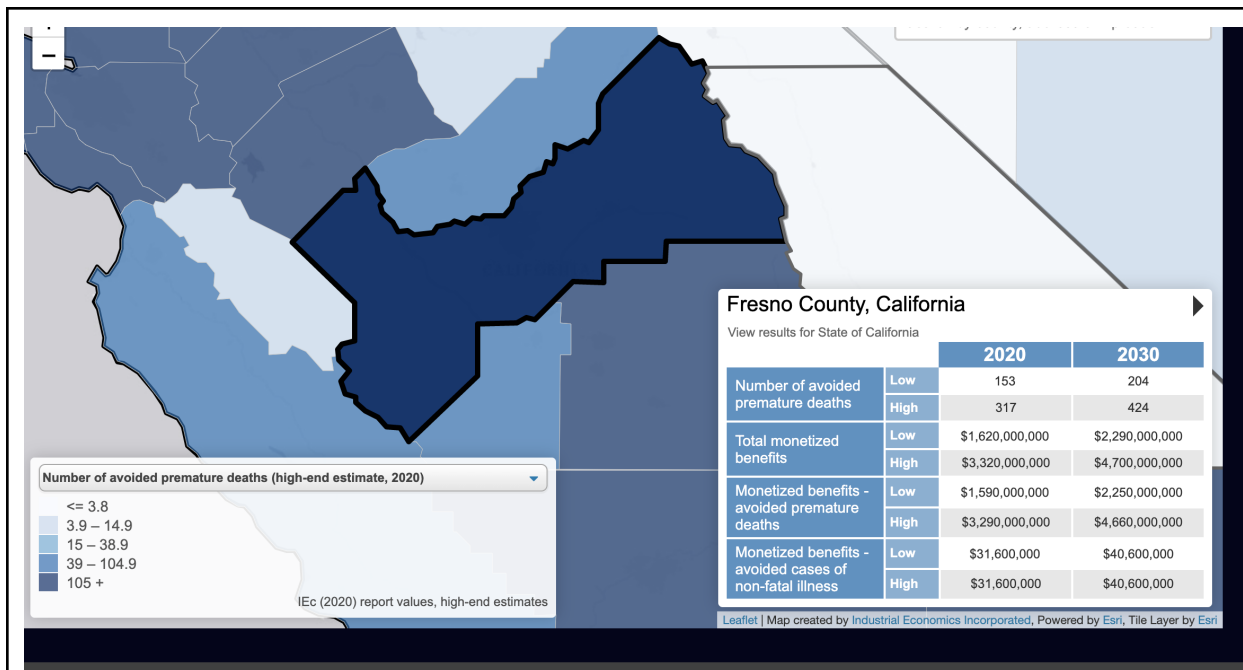 −
Fresno County, California
View results for State of California
2020 2030
Number of avoided premature deaths Low 153 204
High 317 424
Total monetized benefits Low $1,620,000,000 $2,290,000,000
High $3,320,000,000 $4,700,000,000
Monetized benefits - avoided premature deaths Low $1,590,000,000 $2,250,000,000
High $3,290,000,000 $4,660,000,000
Monetized benefits - avoided cases of non-fatal illness Low $31,600,000 $40,600,000
High $31,600,000 $40,600,000
Number of avoided premature deaths (high-end estimate, 2020)
<= 3.8
3.9 – 14.9
15 – 38.9
39 – 104.9
105 +
IEc (2020) report values, high-end estimates
Leaflet | Map created by Industrial Economics Incorporated, Powered by Esri, Tile Layer by Esri